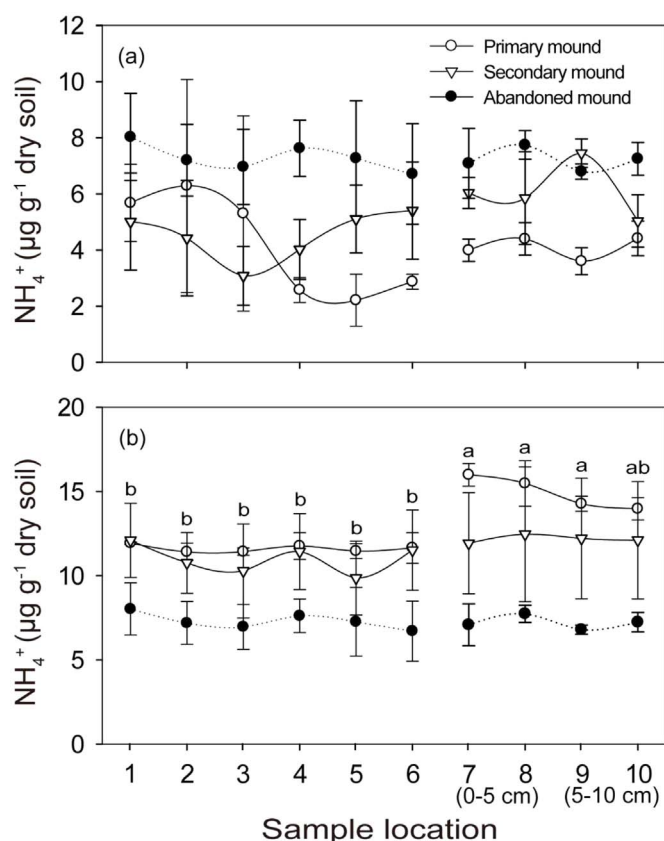 12
(a)
Primary mound
10
Secondary mound
Abandoned mound
8
6
4
2
0
NH₄⁺ (µg g⁻¹ dry soil)
20
(b)
a
a
a
ab
15
b
b
b
b
b
b
10
5
0
NH₄⁺ (µg g⁻¹ dry soil)
1 2 3 4 5 6 7 8 9 10
(0-5 cm) (5-10 cm)
Sample location